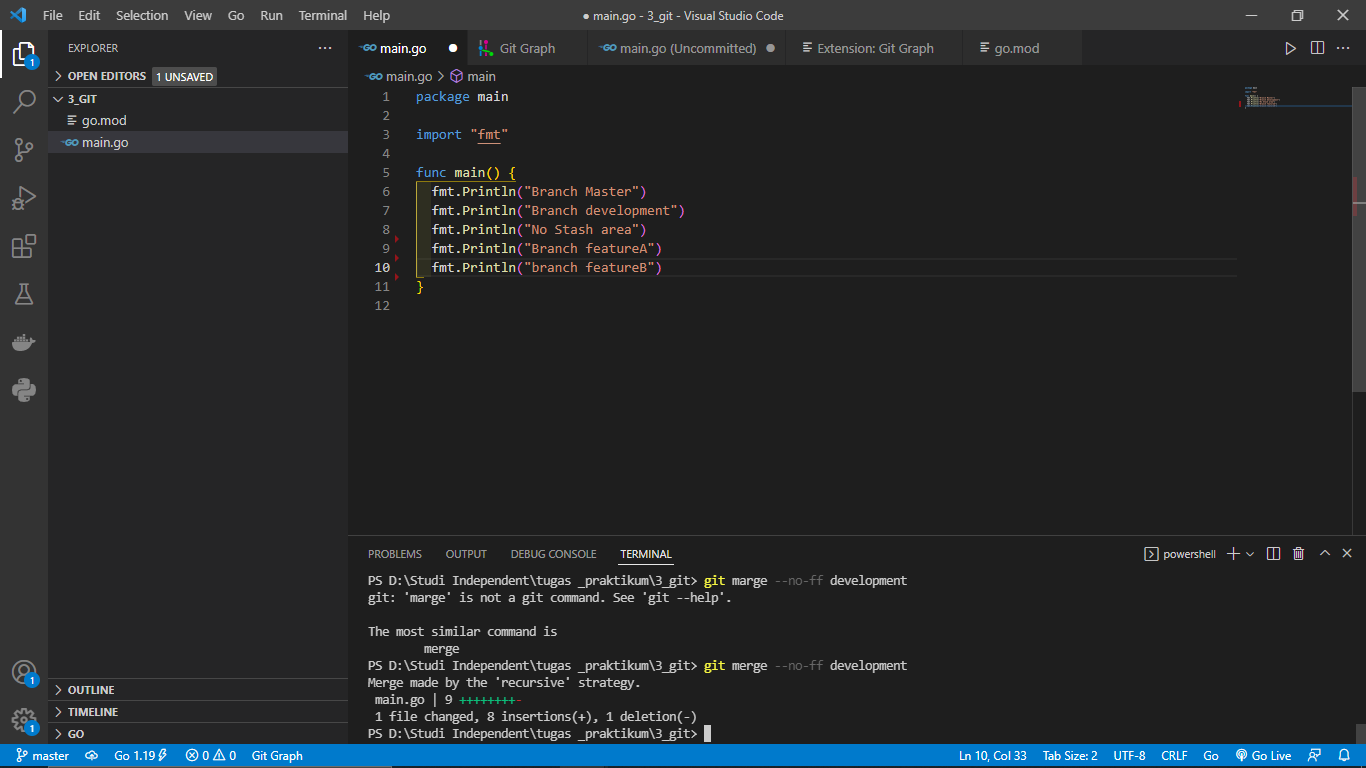 File Edit Selection View Go Run Terminal Help ● main.go - 3_git - Visual Studio Code
EXPLORER ···
OPEN EDITORS 1 UNSAVED
3_GIT
go.mod
main.go
OUTLINE
TIMELINE
GO
main.go Git Graph main.go (Uncommitted) Extension: Git Graph go.mod
main.go > main
1 package main
2
3 import "fmt"
4
5 func main() {
6 fmt.Println("Branch Master")
7 fmt.Println("Branch development")
8 fmt.Println("No Stash area")
9 fmt.Println("Branch featureA")
10 fmt.Println("branch featureB")
11 }
12
PROBLEMS OUTPUT DEBUG CONSOLE TERMINAL powershell
PS D:\Studi Independent\tugas _praktikum\3_git> git marge --no-ff development
git: 'marge' is not a git command. See 'git --help'.
The most similar command is
merge
PS D:\Studi Independent\tugas _praktikum\3_git> git merge --no-ff development
Merge made by the 'recursive' strategy.
main.go | 9 ++++++++-
1 file changed, 8 insertions(+), 1 deletion(-)
PS D:\Studi Independent\tugas _praktikum\3_git>
1
1
1
master Go 1.19 0 0 Git Graph Ln 10, Col 33 Tab Size: 2 UTF-8 CRLF Go Go Live